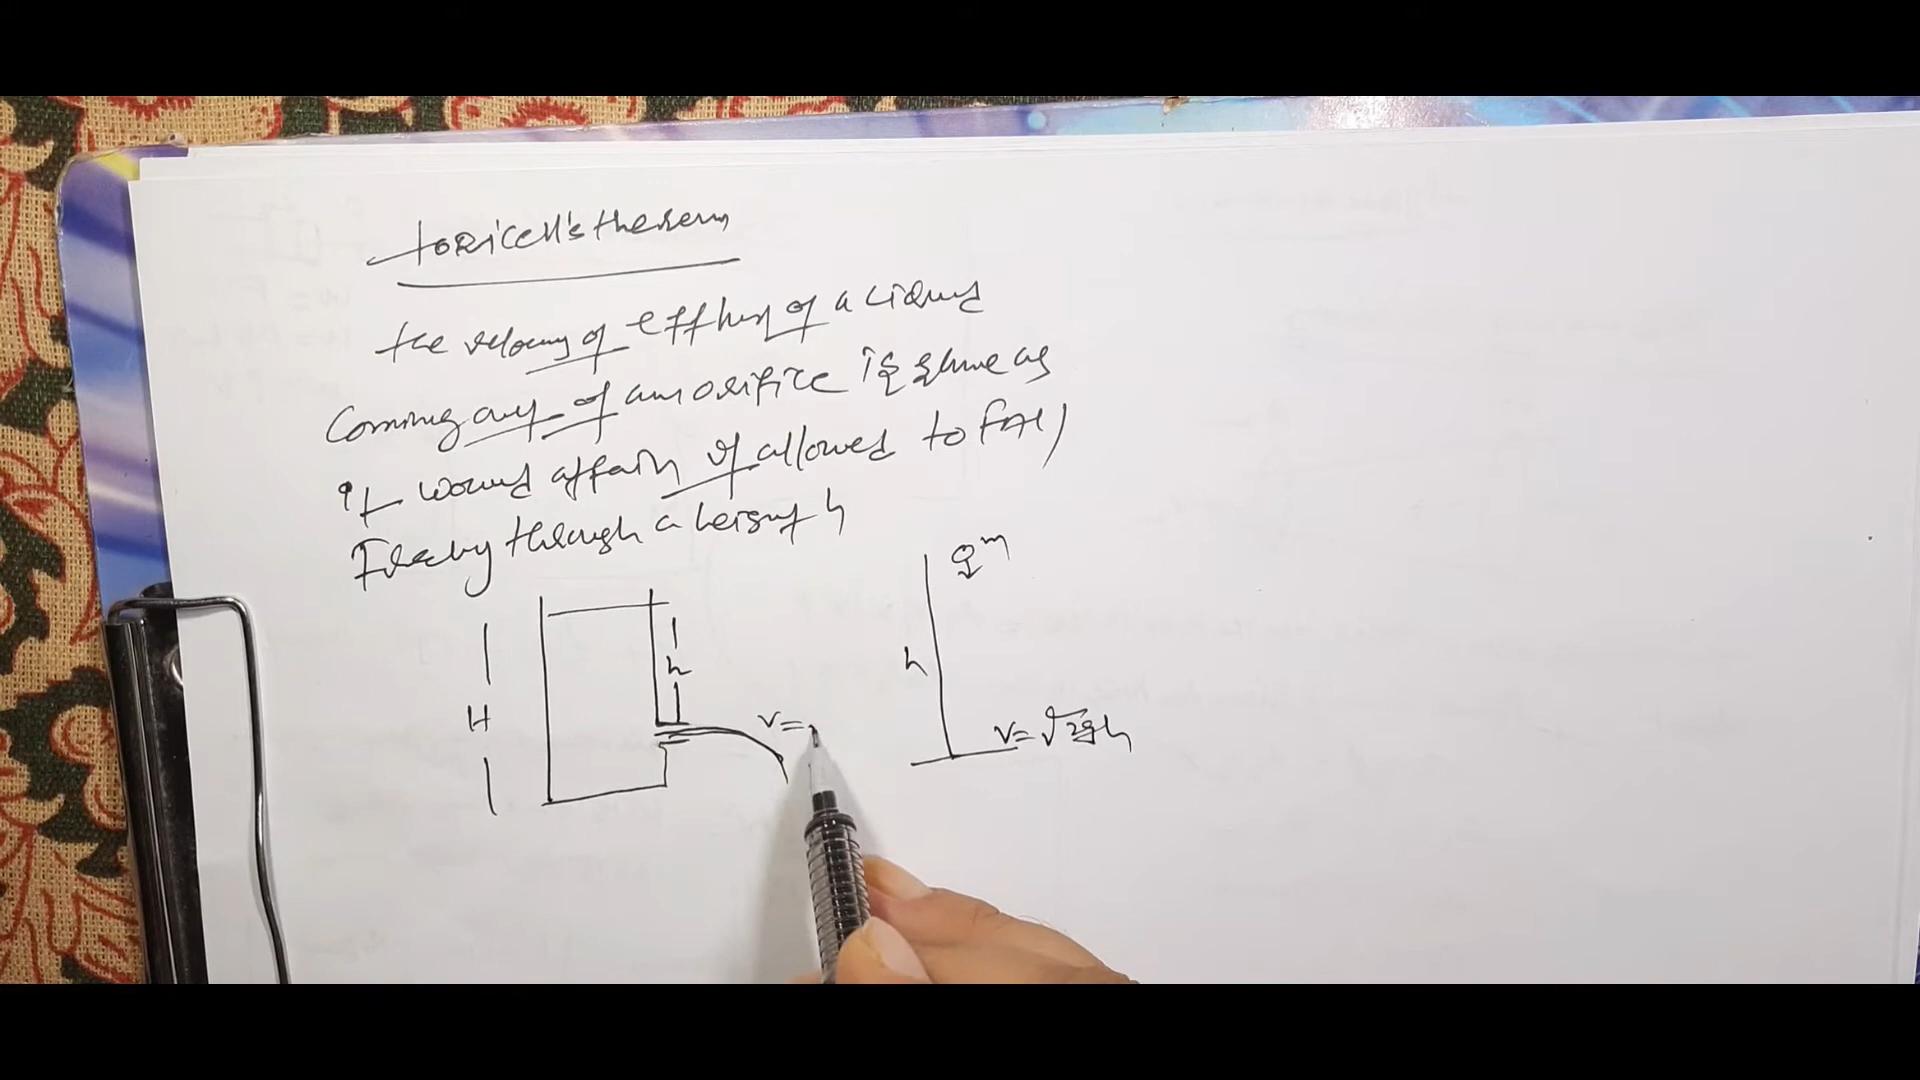 toricell's theorem
the velocity of efflux of a liquid
Coming out of an orifice is same as
it would attain if allowed to fall
Freely through a height h
m
h
h
H
v=
v= √2gh